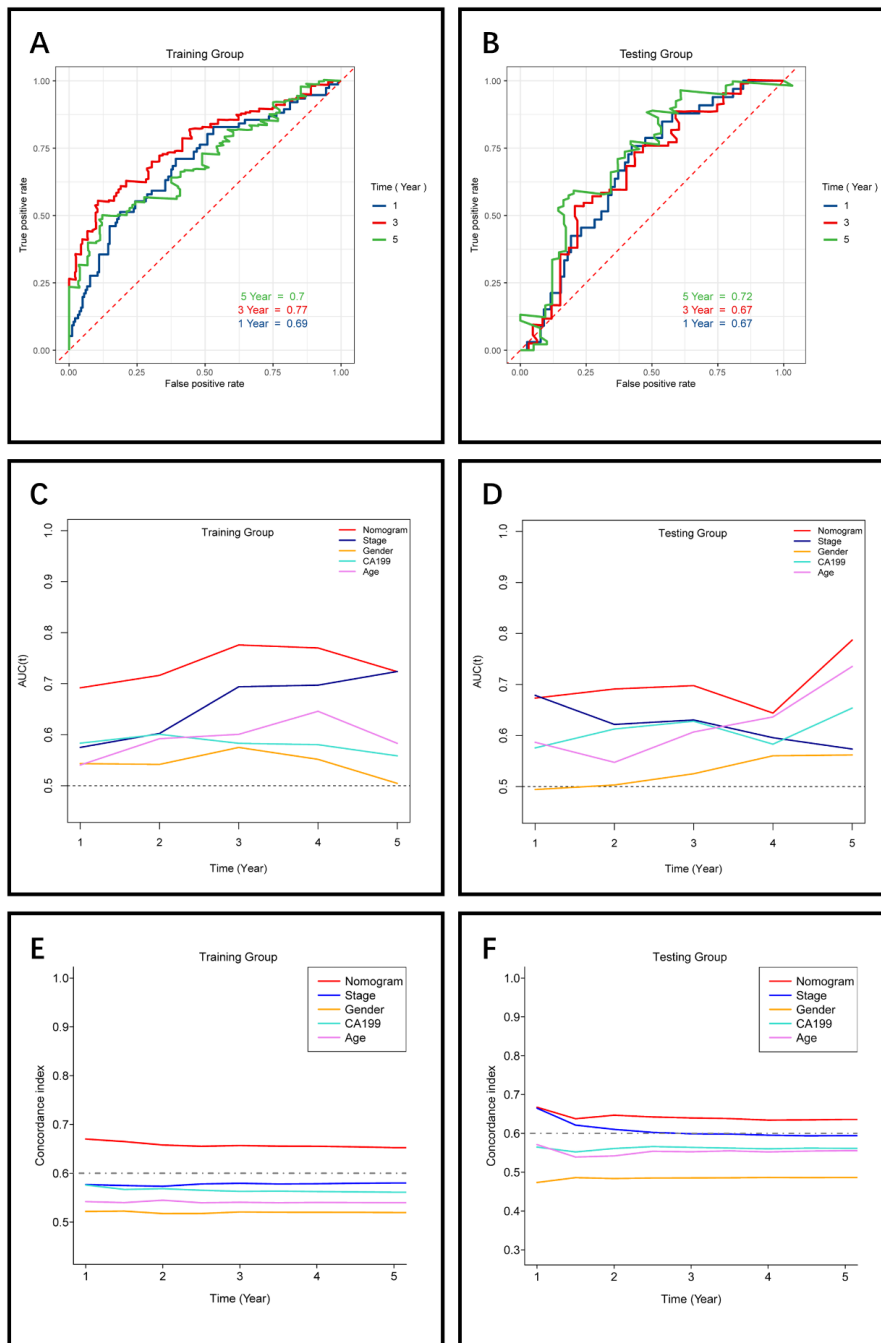 A
Training Group
True positive rate
1.00
0.75
0.50
0.25
0.00
0.00 0.25 0.50 0.75 1.00
False positive rate
Time ( Year )
1
3
5
5 Year = 0.7
3 Year = 0.77
1 Year = 0.69
B
Testing Group
True positive rate
1.00
0.75
0.50
0.25
0.00
0.00 0.25 0.50 0.75 1.00
False positive rate
Time ( Year )
1
3
5
5 Year = 0.72
3 Year = 0.67
1 Year = 0.67
C
Training Group
Nomogram
Stage
Gender
CA199
Age
AUC(t)
1.0
0.9
0.8
0.7
0.6
0.5
1 2 3 4 5
Time (Year)
D
Testing Group
Nomogram
Stage
Gender
CA199
Age
AUC(t)
1.0
0.9
0.8
0.7
0.6
0.5
1 2 3 4 5
Time (Year)
E
Training Group
Nomogram
Stage
Gender
CA199
Age
Concordance index
1.0
0.9
0.8
0.7
0.6
0.5
1 2 3 4 5
Time (Year)
F
Testing Group
Nomogram
Stage
Gender
CA199
Age
Concordance index
1.0
0.9
0.8
0.7
0.6
0.5
0.4
0.3
1 2 3 4 5
Time (Year)